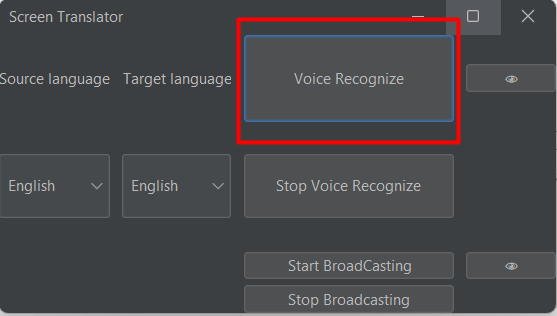 Screen Translator
Source language Target language Voice Recognize
English English Stop Voice Recognize
Start BroadCasting
Stop Broadcasting